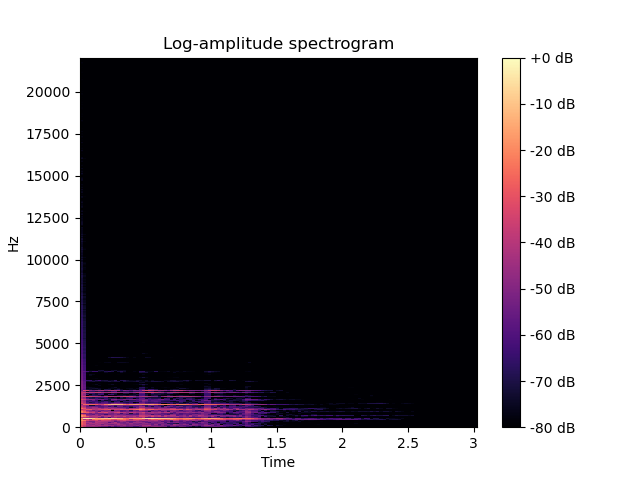 Log-amplitude spectrogram
Hz
20000
17500
15000
12500
10000
7500
5000
2500
0
0 0.5 1 1.5 2 2.5 3
Time
+0 dB
-10 dB
-20 dB
-30 dB
-40 dB
-50 dB
-60 dB
-70 dB
-80 dB